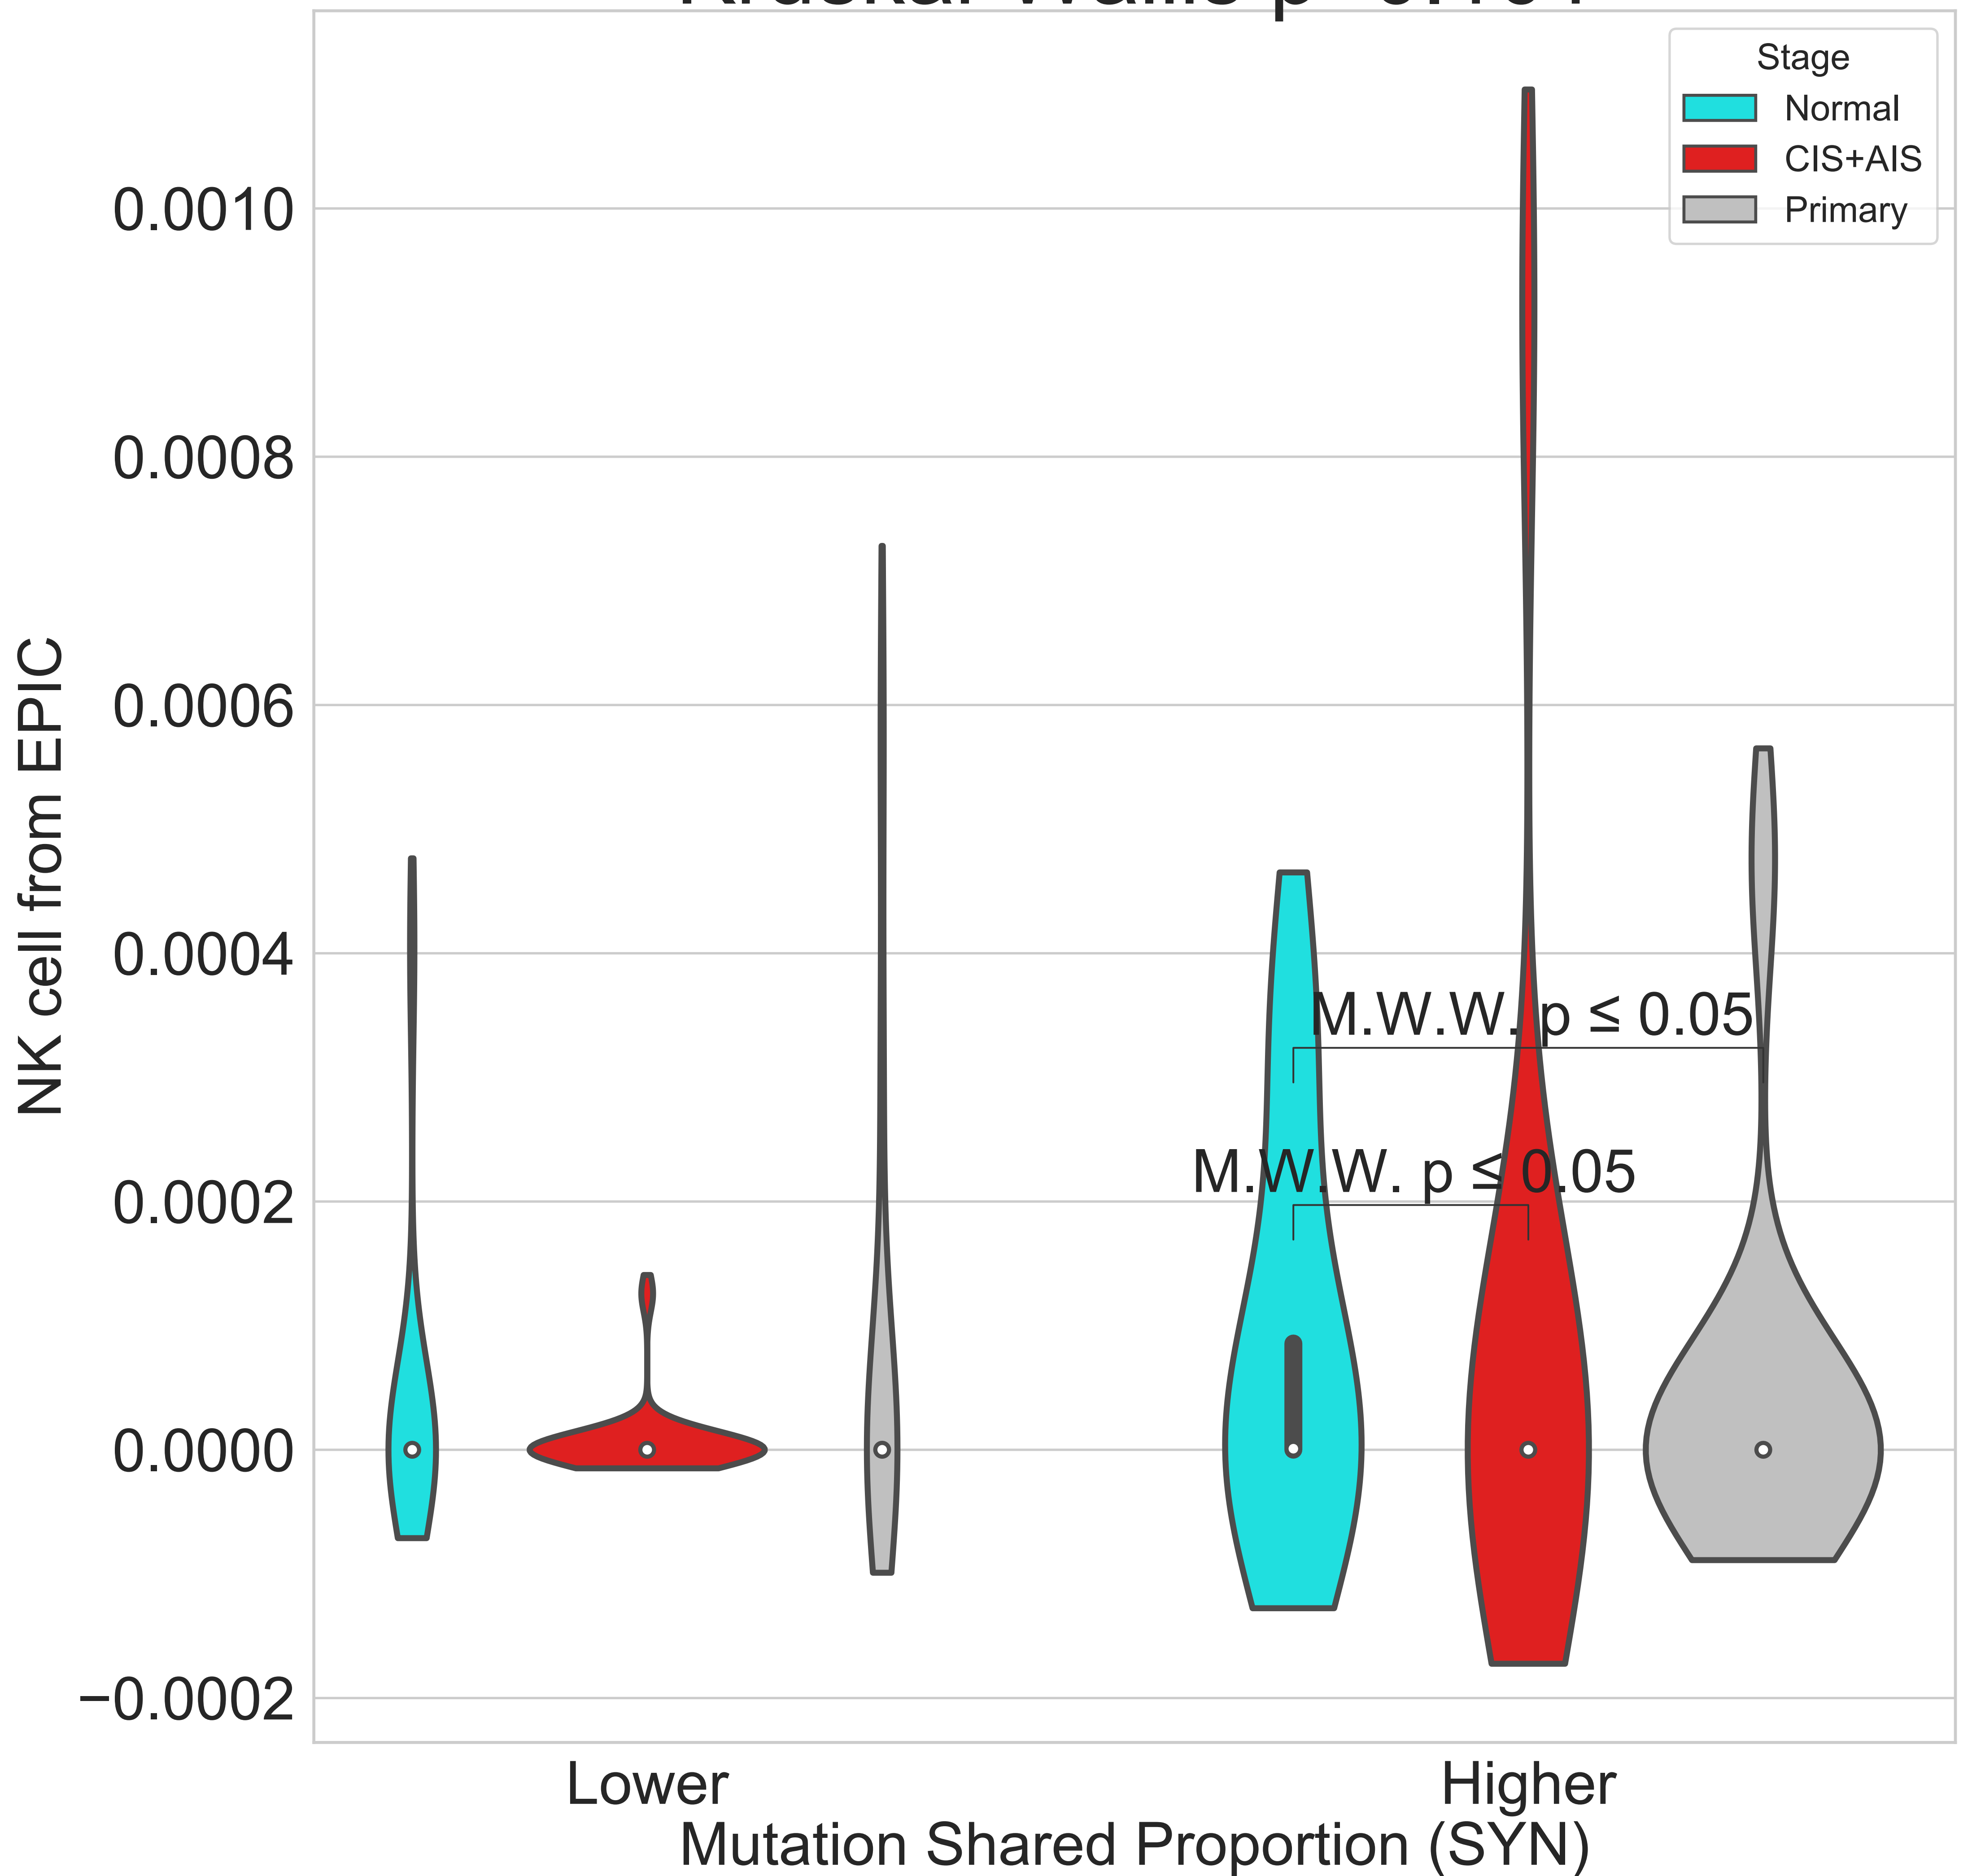 Stage
Normal
CIS+AIS
Primary
0.0010
0.0008
0.0006
0.0004
0.0002
0.0000
−0.0002
NK cell from EPIC
M.W.W. p ≤ 0.05
M.W.W. p ≤ 0.05
Lower
Higher
Mutation Shared Proportion (SYN)